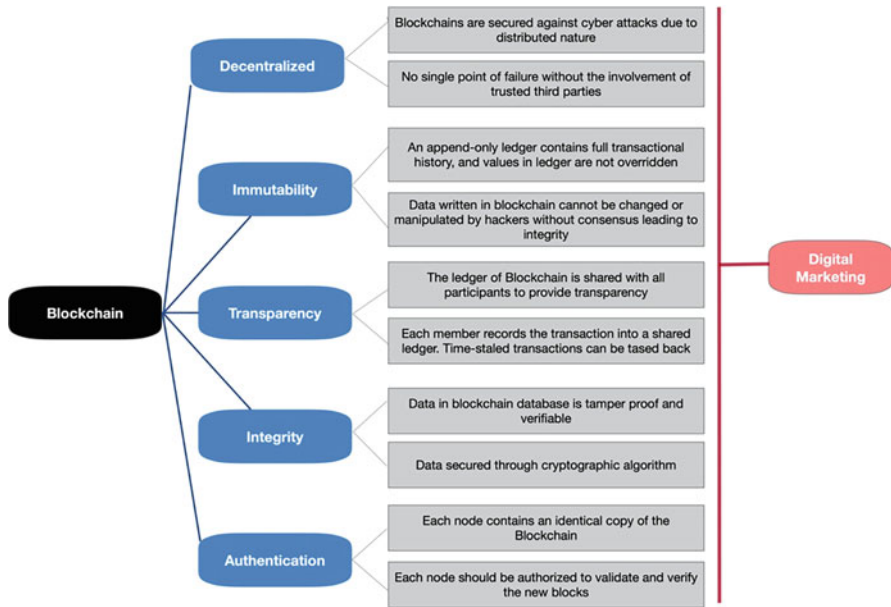 Blockchain
Decentralized
Blockchains are secured against cyber attacks due to
distributed nature
No single point of failure without the involvement of
trusted third parties
Immutability
An append-only ledger contains full transactional
history, and values in ledger are not overridden
Data written in blockchain cannot be changed or
manipulated by hackers without consensus leading to
integrity
Transparency
The ledger of Blockchain is shared with all
participants to provide transparency
Each member records the transaction into a shared
ledger. Time-staled transactions can be tased back
Integrity
Data in blockchain database is tamper proof and
verifiable
Data secured through cryptographic algorithm
Authentication
Each node contains an identical copy of the
Blockchain
Each node should be authorized to validate and verify
the new blocks
Digital
Marketing